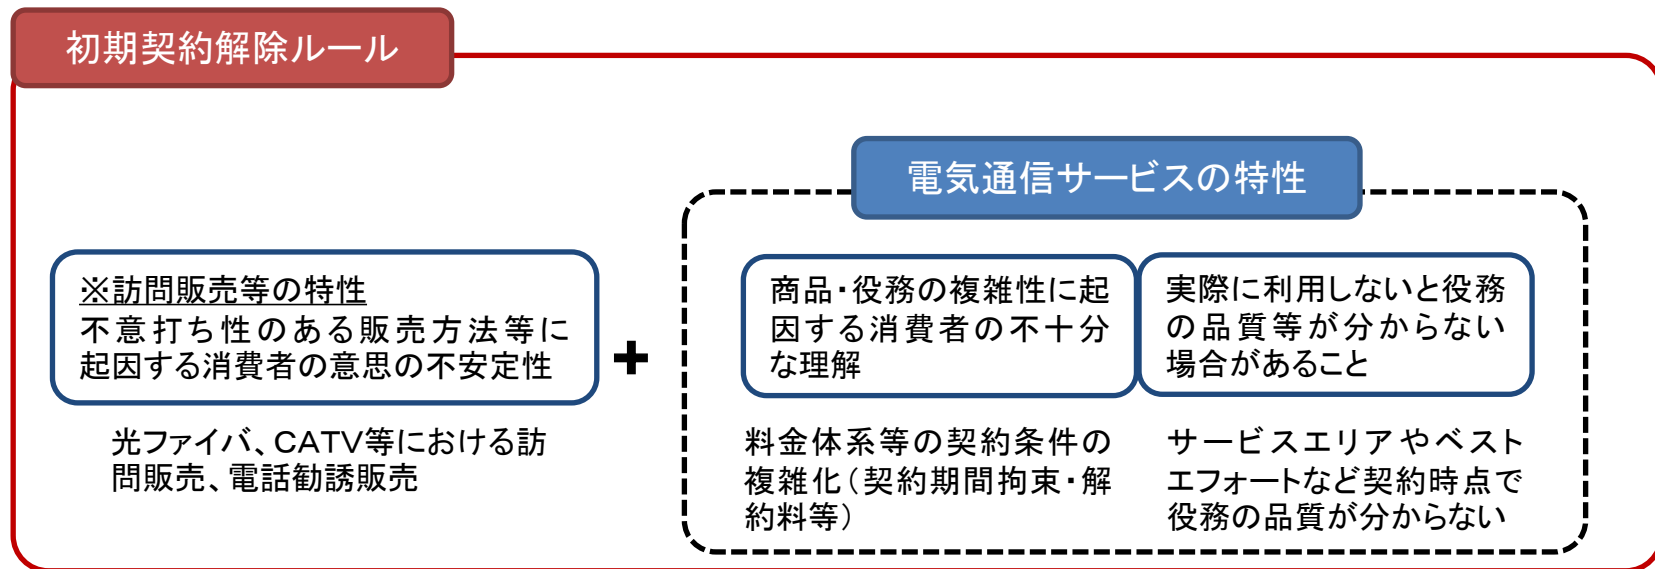 初期契約解除ルール
電気通信サービスの特性
※訪問販売等の特性
不意打ち性のある販売方法等に
起因する消費者の意思の不安定性
+
商品・役務の複雑性に起
因する消費者の不十分
な理解
実際に利用しないと役務
の品質等が分からない
場合があること
光ファイバ、CATV等における訪
問販売、電話勧誘販売
料金体系等の契約条件の
複雑化(契約期間拘束・解
約料等)
サービスエリアやベスト
エフォートなど契約時点で
役務の品質が分からない